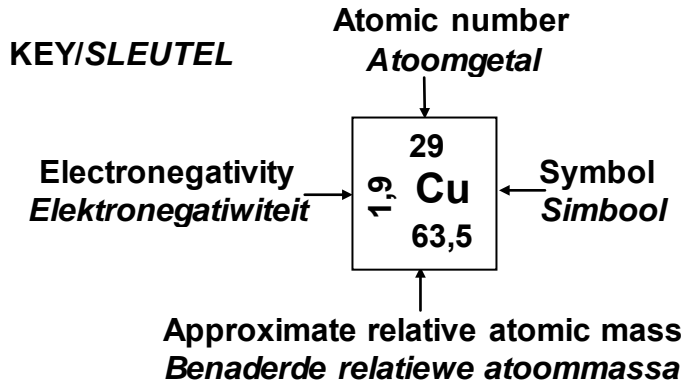 KEY/SLEUTEL
Atomic number
Atoomgetal
Electronegativity
Elektronegatiwiteit
29
1,9
Cu
63,5
Symbol
Simbool
Approximate relative atomic mass
Benaderde relatiewe atoommassa